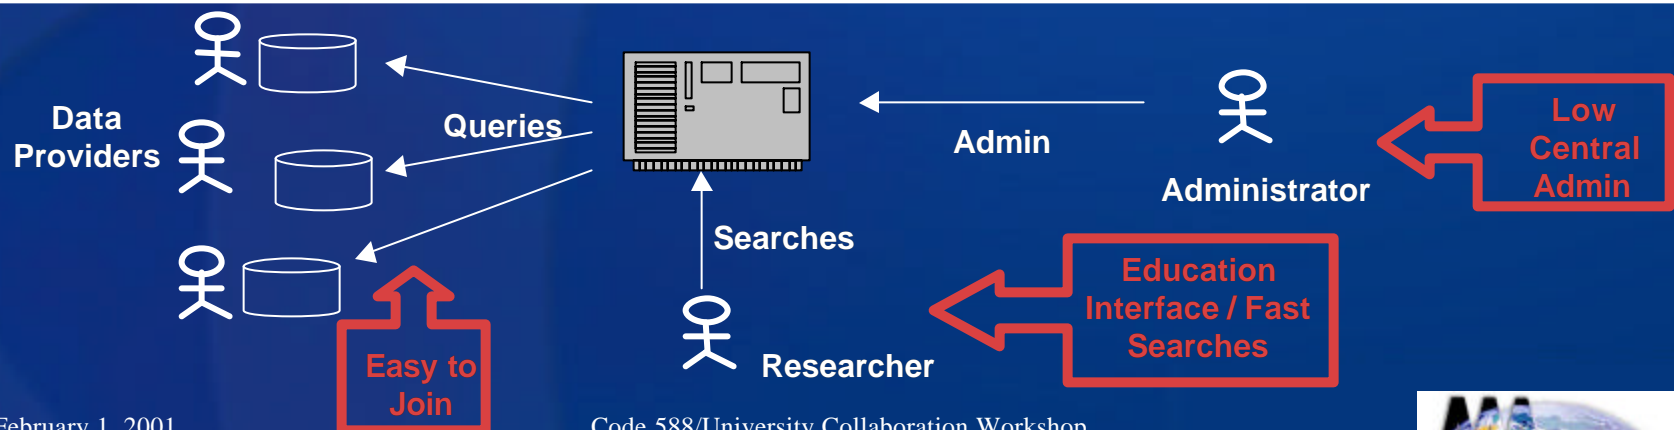 Data
Providers
Queries
Admin
Administrator
Low
Central
Admin
Searches
Researcher
Education
Interface / Fast
Searches
Easy to
Join
February 1, 2001
Code 588/University Collaboration Workshop